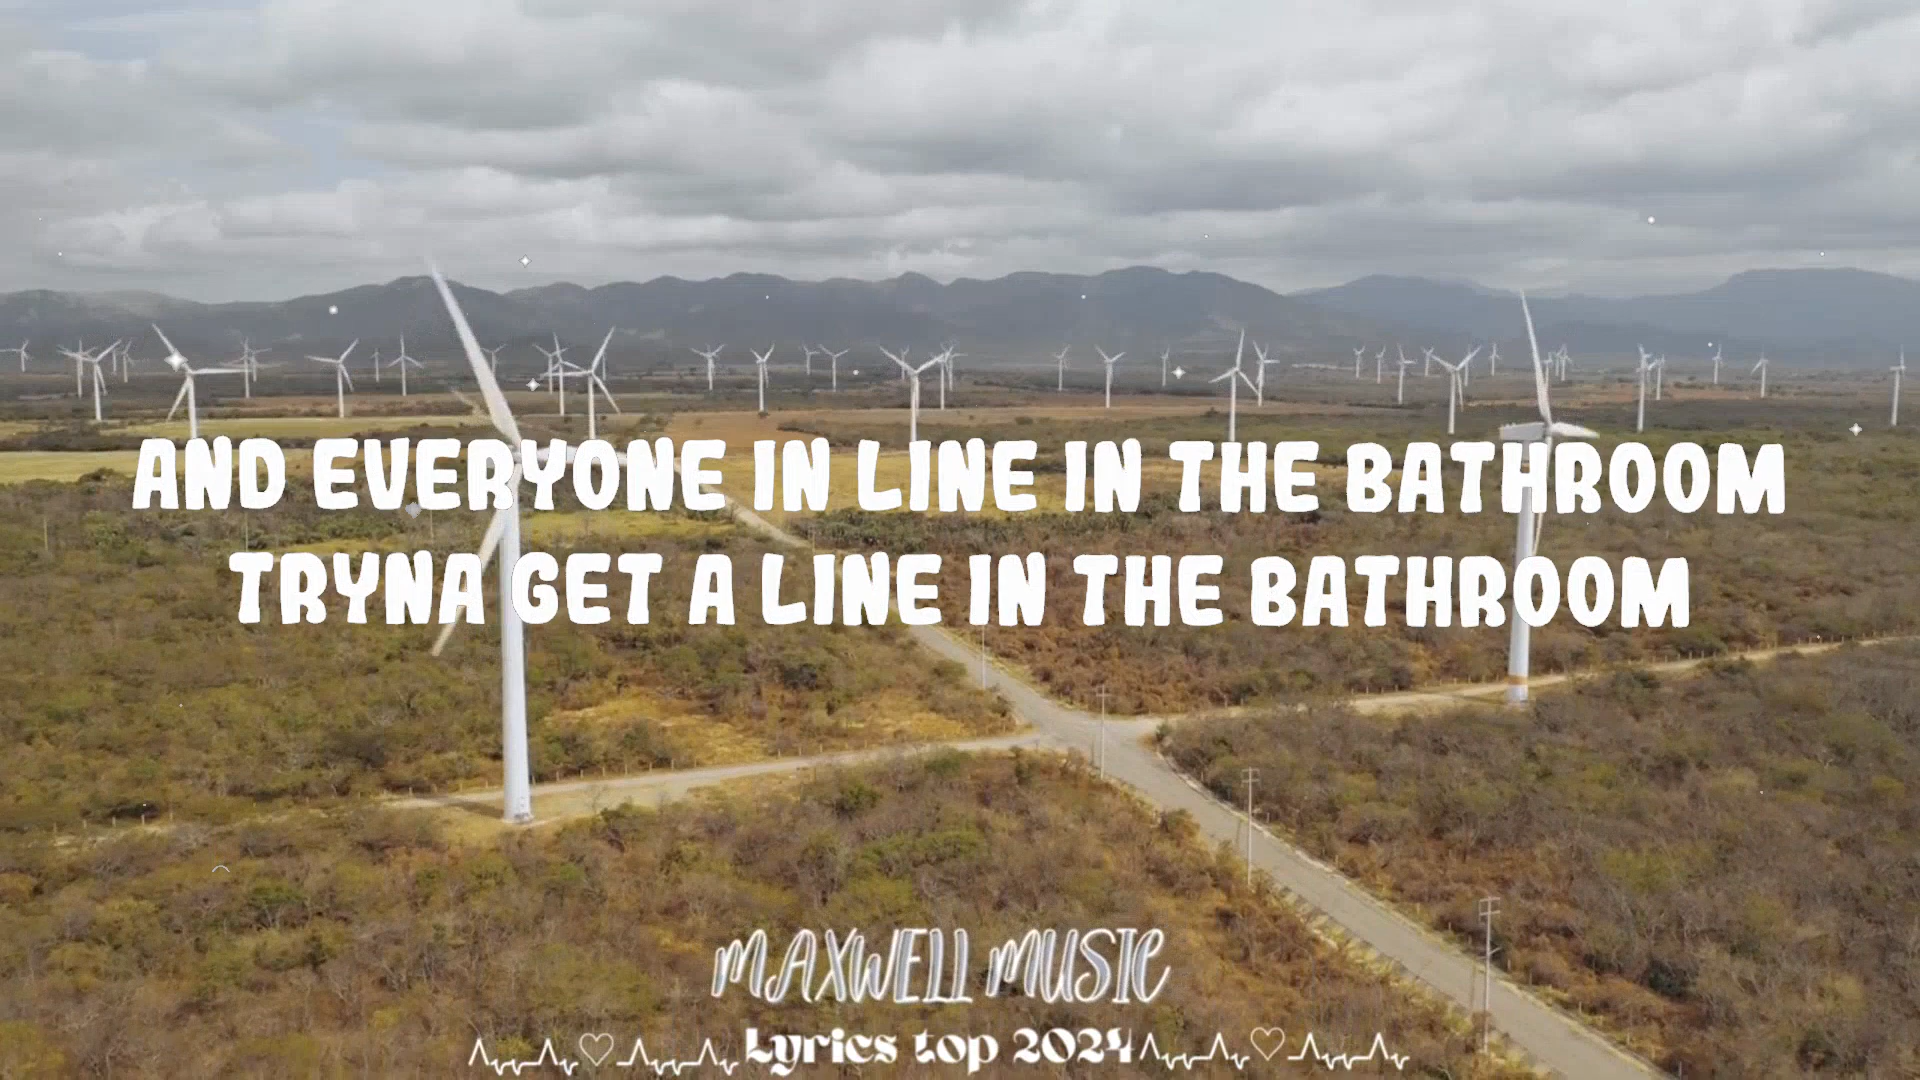 AND EVERYONE IN LINE IN THE BATHROOM
TRYNA GET A LINE IN THE BATHROOM
MAXWELL MUSIC
Lyrics top 2024